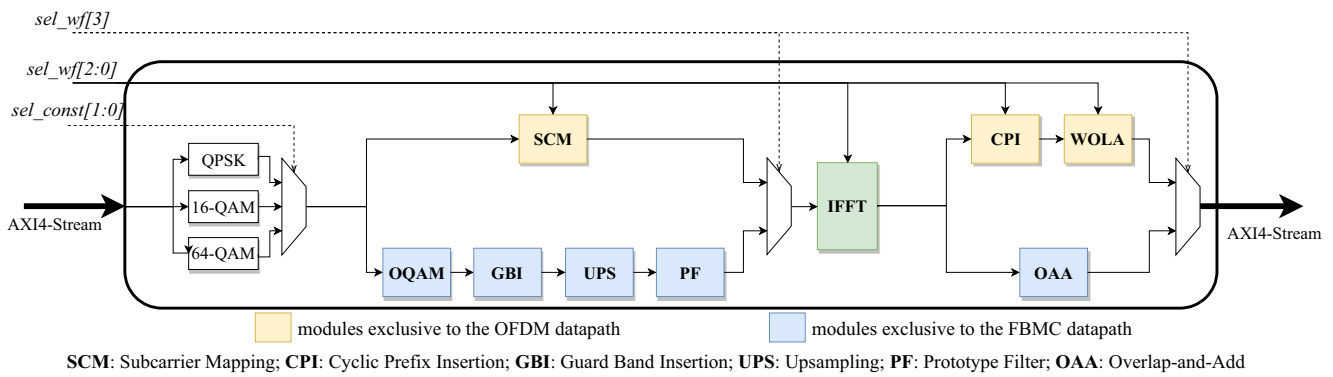 sel_wf[3]
sel_wf[2:0]
sel_const[1:0]
SCM
CPI
WOLA
QPSK
16-QAM
64-QAM
IFFT
AXI4-Stream
AXI4-Stream
OQAM
GBI
UPS
PF
OAA
modules exclusive to the OFDM datapath
modules exclusive to the FBMC datapath
SCM: Subcarrier Mapping; CPI: Cyclic Prefix Insertion; GBI: Guard Band Insertion; UPS: Upsampling; PF: Prototype Filter; OAA: Overlap-and-Add